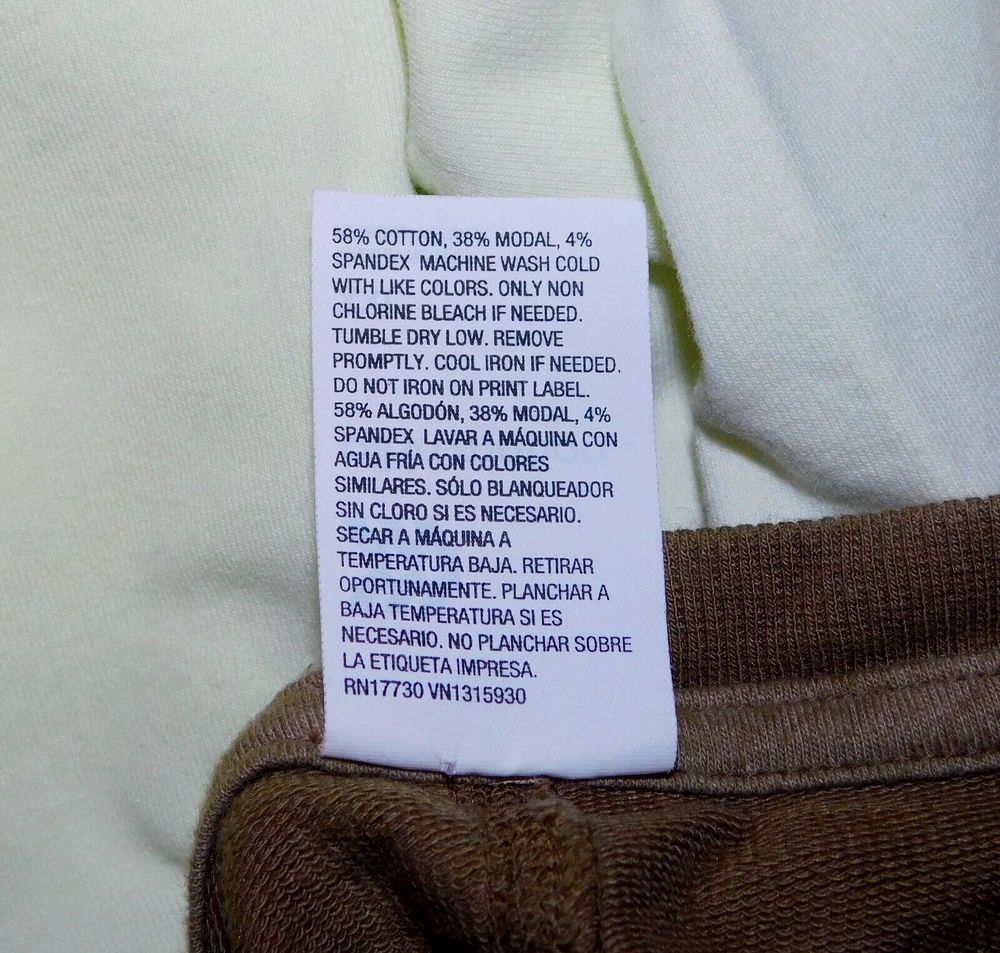 58% COTTON, 38% MODAL, 4%
SPANDEX MACHINE WASH COLD
WITH LIKE COLORS. ONLY NON
CHLORINE BLEACH IF NEEDED.
TUMBLE DRY LOW. REMOVE
PROMPTLY. COOL IRON IF NEEDED.
DO NOT IRON ON PRINT LABEL.
58% ALGODÓN, 38% MODAL, 4%
SPANDEX LAVAR A MÁQUINA CON
AGUA FRÍA CON COLORES
SIMILARES. SÓLO BLANQUEADOR
SIN CLORO SI ES NECESARIO.
SECAR A MÁQUINA A
TEMPERATURA BAJA. RETIRAR
OPORTUNAMENTE. PLANCHAR A
BAJA TEMPERATURA SI ES
NECESARIO. NO PLANCHAR SOBRE
LA ETIQUETA IMPRESA.
RN17730 VN1315930